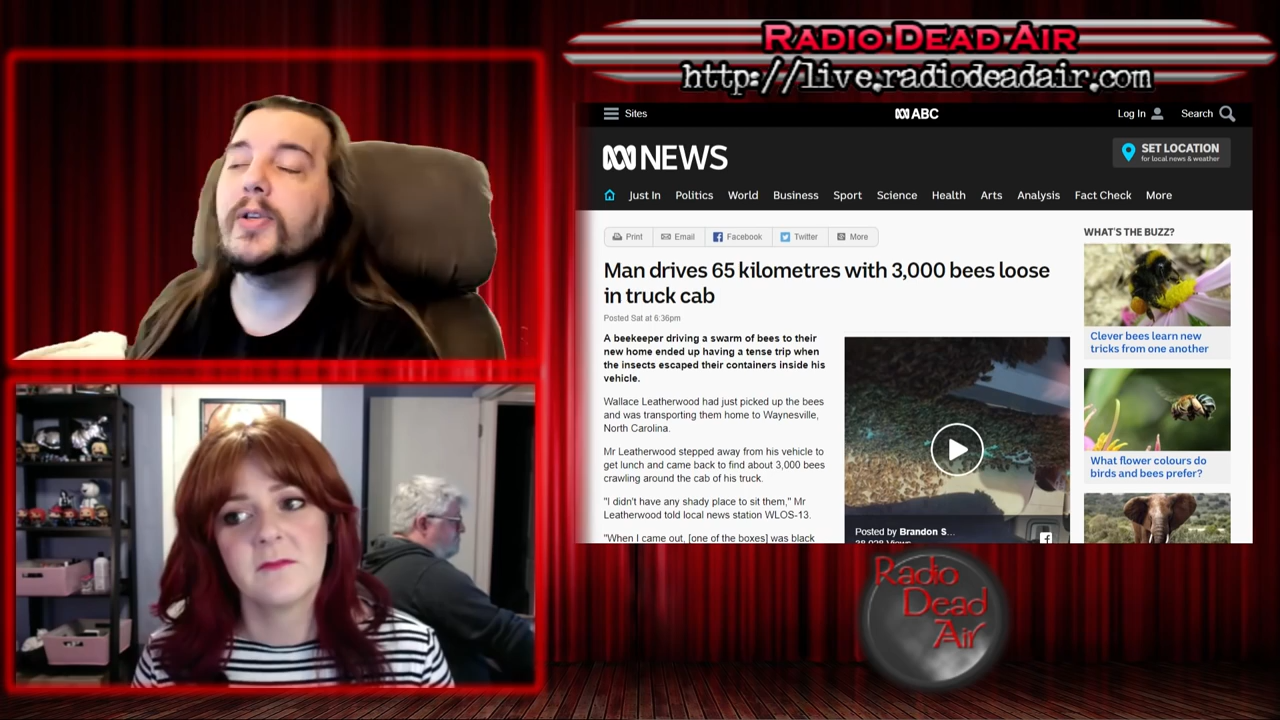 Radio Dead Air
http://live.radiodeadair.com
Sites
ABC
Log In
Search
NEWS
SET LOCATION
for local news & weather
Just In Politics World Business Sport Science Health Arts Analysis Fact Check More
Print Email Facebook Twitter More
Man drives 65 kilometres with 3,000 bees loose
in truck cab
Posted Sat at 6:36pm
A beekeeper driving a swarm of bees to their
new home ended up having a tense trip when
the insects escaped their containers inside his
vehicle.
Wallace Leatherwood had just picked up the bees
and was transporting them home to Waynesville,
North Carolina.
Mr Leatherwood stepped away from his vehicle to
get lunch and came back to find about 3,000 bees
crawling around the cab of his truck.
"I didn't have any shady place to sit them," Mr
Leatherwood told local news station WLOS-13.
"When I came out, [one of the boxes] was black
Posted by Brandon S...
WHAT'S THE BUZZ?
Clever bees learn new
tricks from one another
What flower colours do
birds and bees prefer?
Radio
Dead
Air